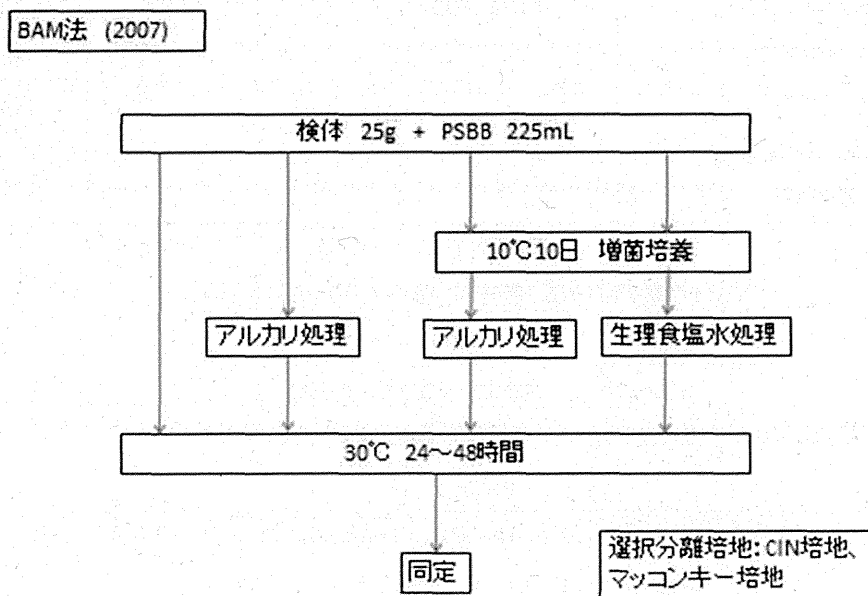 BAM法 (2007)
検体 25g + PSBB 225mL
10℃10日 増菌培養
アルカリ処理
アルカリ処理
生理食塩水処理
30℃ 24～48時間
同定
選択分離培地: CIN培地、
マッコンキー培地